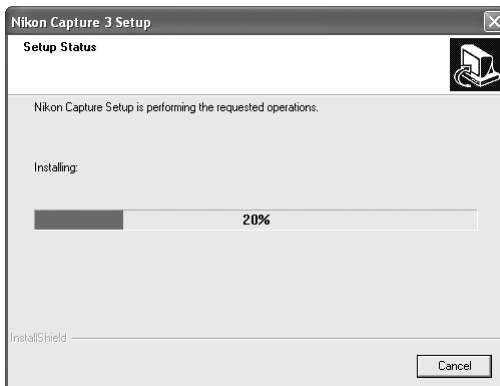 Nikon Capture 3 Setup
Setup Status
Nikon Capture Setup is performing the requested operations.
Installing:
20%
InstallShield
Cancel